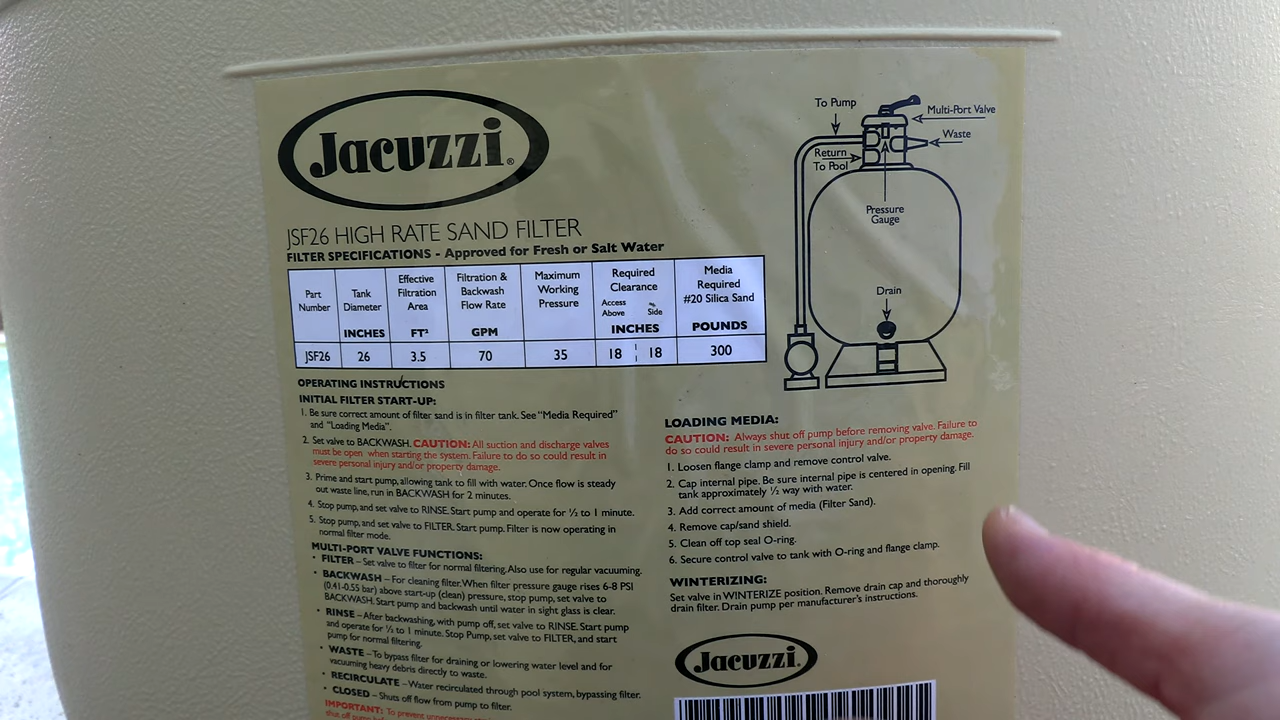 Jacuzzi®
JSF26 HIGH RATE SAND FILTER
FILTER SPECIFICATIONS - Approved for Fresh or Salt Water
Part Number
Tank Diameter
INCHES
Effective Filtration Area
FT²
Filtration & Backwash Flow Rate
GPM
Maximum Working Pressure
Required Clearance
Access Above
Side
INCHES
Media Required #20 Silica Sand
POUNDS
JSF26 26 3.5 70 35 18 18 300
To Pump
Multi-Port Valve
Waste
Return
To Pool
Pressure
Gauge
Drain
OPERATING INSTRUCTIONS
INITIAL FILTER START-UP:
1. Be sure correct amount of filter sand is in filter tank. See "Media Required"
and "Loading Media".
2. Set valve to BACKWASH. CAUTION: All suction and discharge valves
must be open when starting the system. Failure to do so could result in
severe personal injury and/or property damage.
3. Prime and start pump, allowing tank to fill with water. Once flow is steady
out waste line, run in BACKWASH for 2 minutes.
4. Stop pump, and set valve to RINSE. Start pump and operate for ½ to 1 minute.
5. Stop pump, and set valve to FILTER. Start pump. Filter is now operating in
normal filter mode.
MULTI-PORT VALVE FUNCTIONS:
• FILTER – Set valve to filter for normal filtering. Also use for regular vacuuming.
• BACKWASH – For cleaning filter. When filter pressure gauge rises 6-8 PSI
(0.41-0.55 bar) above start-up (clean) pressure, stop pump, set valve to
BACKWASH. Start pump and backwash until water in sight glass is clear.
• RINSE – After backwashing, with pump off, set valve to RINSE. Start pump
and operate for ½ to 1 minute. Stop Pump, set valve to FILTER, and start
pump for normal filtering.
• WASTE – To bypass filter for draining or lowering water level and for
vacuuming heavy debris directly to waste.
• RECIRCULATE – Water recirculated through pool system, bypassing filter.
• CLOSED – Shuts off flow from pump to filter.
IMPORTANT: To prevent
LOADING MEDIA:
CAUTION: Always shut off pump before removing valve. Failure to
do so could result in severe personal injury and/or property damage.
1. Loosen flange clamp and remove control valve.
2. Cap internal pipe. Be sure internal pipe is centered in opening. Fill
tank approximately ½ way with water.
3. Add correct amount of media (Filter Sand).
4. Remove cap/sand shield.
5. Clean off top seal O-ring.
6. Secure control valve to tank with O-ring and flange clamp.
WINTERIZING:
Set valve in WINTERIZE position. Remove drain cap and thoroughly
drain filter. Drain pump per manufacturer's instructions.
Jacuzzi®